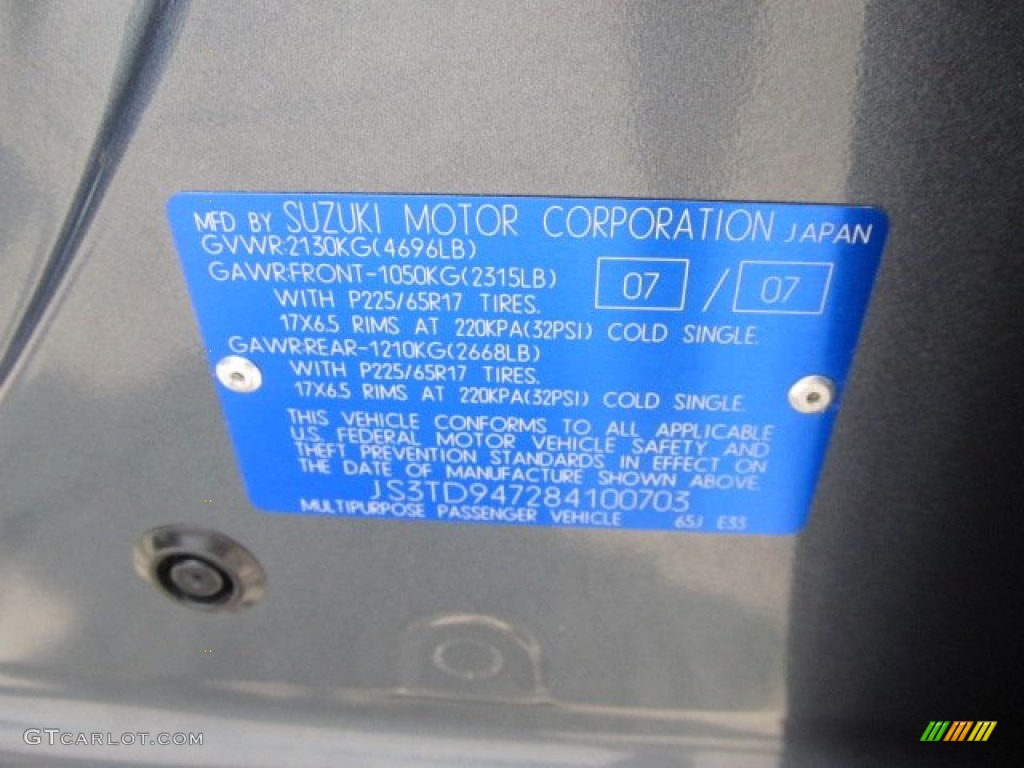 MFD BY SUZUKI MOTOR CORPORATION JAPAN
GVWR:2130KG(4696LB)
GAWR:FRONT-1050KG(2315LB)
07 / 07
WITH P225/65R17 TIRES.
17X6.5 RIMS AT 220KPA(32PSI) COLD SINGLE.
GAWR:REAR-1210KG(2668LB)
WITH P225/65R17 TIRES.
17X6.5 RIMS AT 220KPA(32PSI) COLD SINGLE.
THIS VEHICLE CONFORMS TO ALL APPLICABLE
U.S. FEDERAL MOTOR VEHICLE SAFETY AND
THEFT PREVENTION STANDARDS IN EFFECT ON
THE DATE OF MANUFACTURE SHOWN ABOVE.
JS3TD947284100703
MULTIPURPOSE PASSENGER VEHICLE 65J E33
GTCARLOT.COM